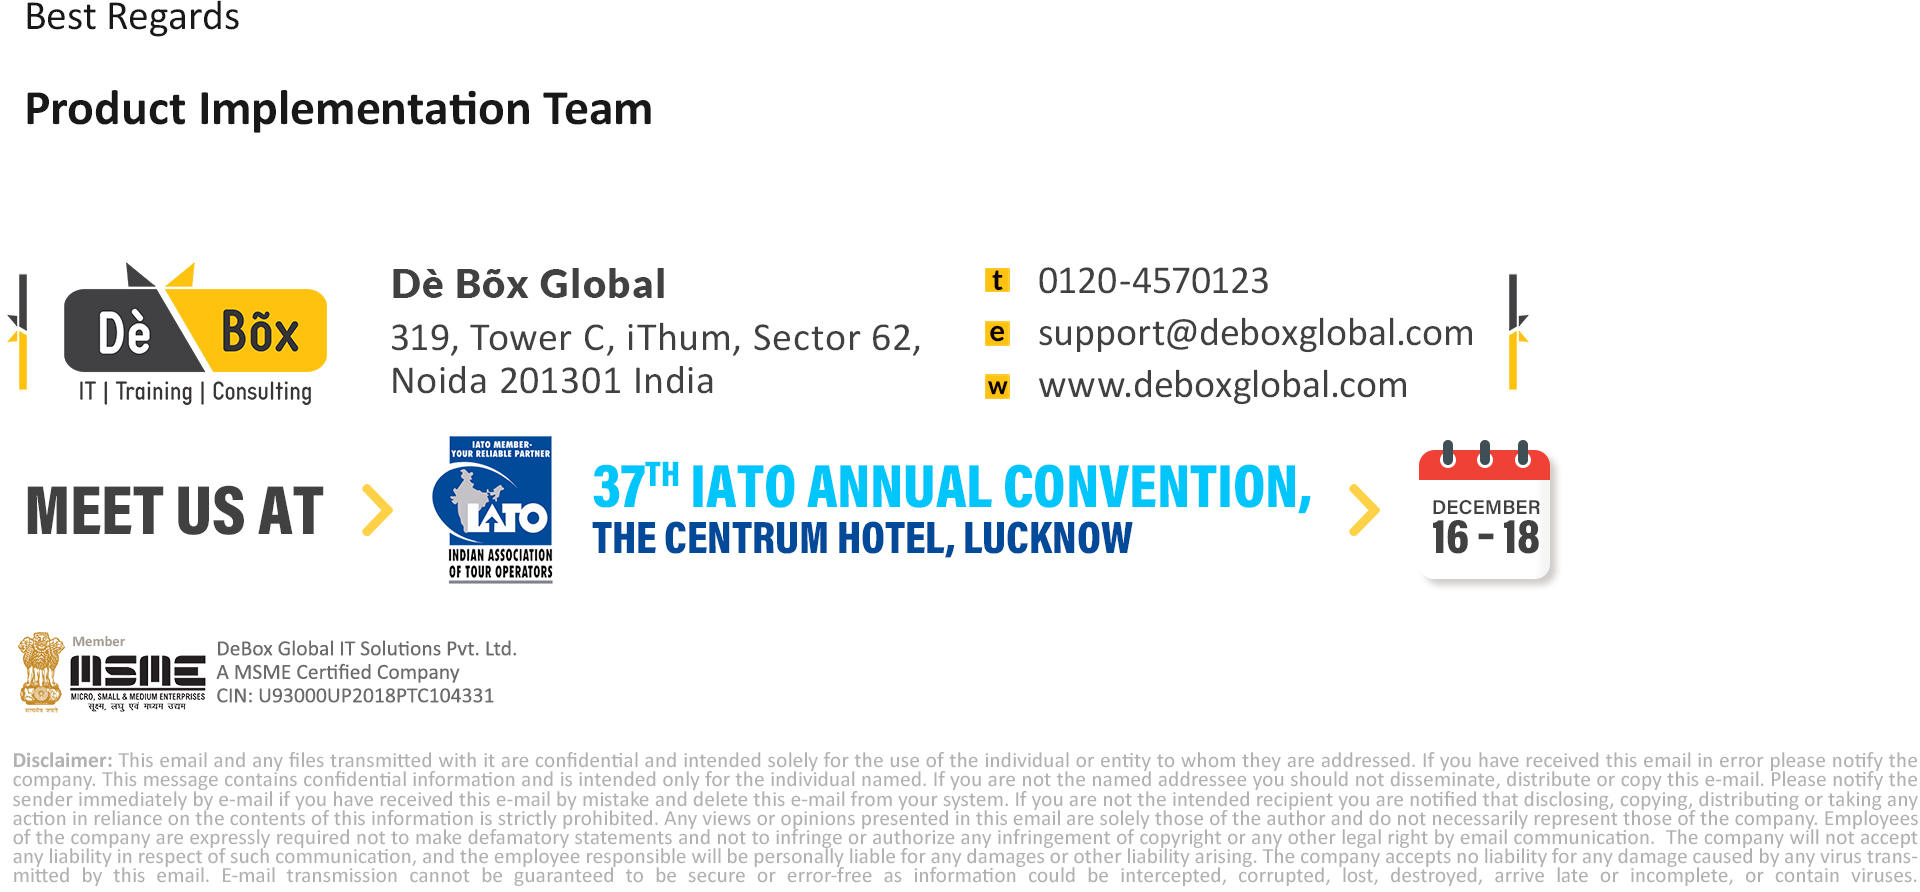 Best Regards
Product Implementation Team
Dè Bõx
IT | Training | Consulting
Dè Bõx Global
319, Tower C, iThum, Sector 62,
Noida 201301 India
t 0120-4570123
e support@deboxglobal.com
w www.deboxglobal.com
MEET US AT
IATO MEMBER-
YOUR RELIABLE PARTNER
IATO
INDIAN ASSOCIATION
OF TOUR OPERATORS
37TH IATO ANNUAL CONVENTION,
THE CENTRUM HOTEL, LUCKNOW
DECEMBER
16 - 18
Member
MSME
MICRO, SMALL & MEDIUM ENTERPRISES
सूक्ष्म, लघु एवं मध्यम उद्यम
DeBox Global IT Solutions Pvt. Ltd.
A MSME Certified Company
CIN: U93000UP2018PTC104331
Disclaimer: This email and any files transmitted with it are confidential and intended solely for the use of the individual or entity to whom they are addressed. If you have received this email in error please notify the
company. This message contains confidential information and is intended only for the individual named. If you are not the named addressee you should not disseminate, distribute or copy this e-mail. Please notify the
sender immediately by e-mail if you have received this e-mail by mistake and delete this e-mail from your system. If you are not the intended recipient you are notified that disclosing, copying, distributing or taking any
action in reliance on the contents of this information is strictly prohibited. Any views or opinions presented in this email are solely those of the author and do not necessarily represent those of the company. Employees
of the company are expressly required not to make defamatory statements and not to infringe or authorize any infringement of copyright or any other legal right by email communication.  The company will not accept
any liability in respect of such communication, and the employee responsible will be personally liable for any damages or other liability arising. The company accepts no liability for any damage caused by any virus trans-
mitted by this email. E-mail transmission cannot be guaranteed to be secure or error-free as information could be intercepted, corrupted, lost, destroyed, arrive late or incomplete, or contain viruses.